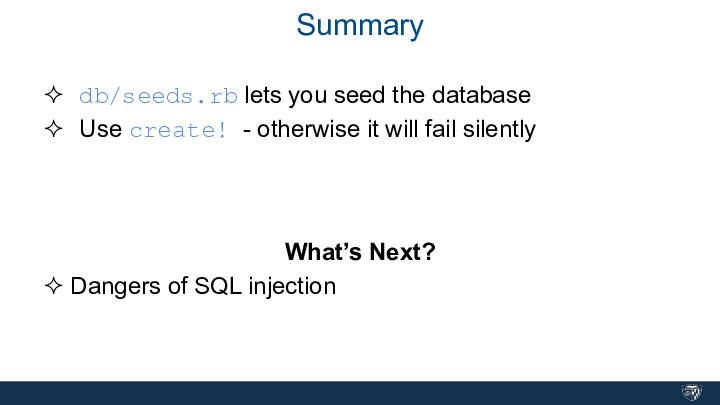 Summary
✧ db/seeds.rb lets you seed the database
✧ Use create! - otherwise it will fail silently
What’s Next?
✧ Dangers of SQL injection